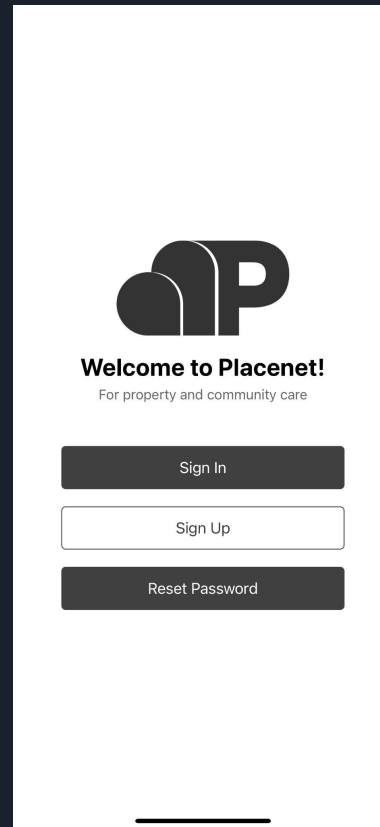 P
Welcome to Placenet!
For property and community care
Sign In
Sign Up
Reset Password